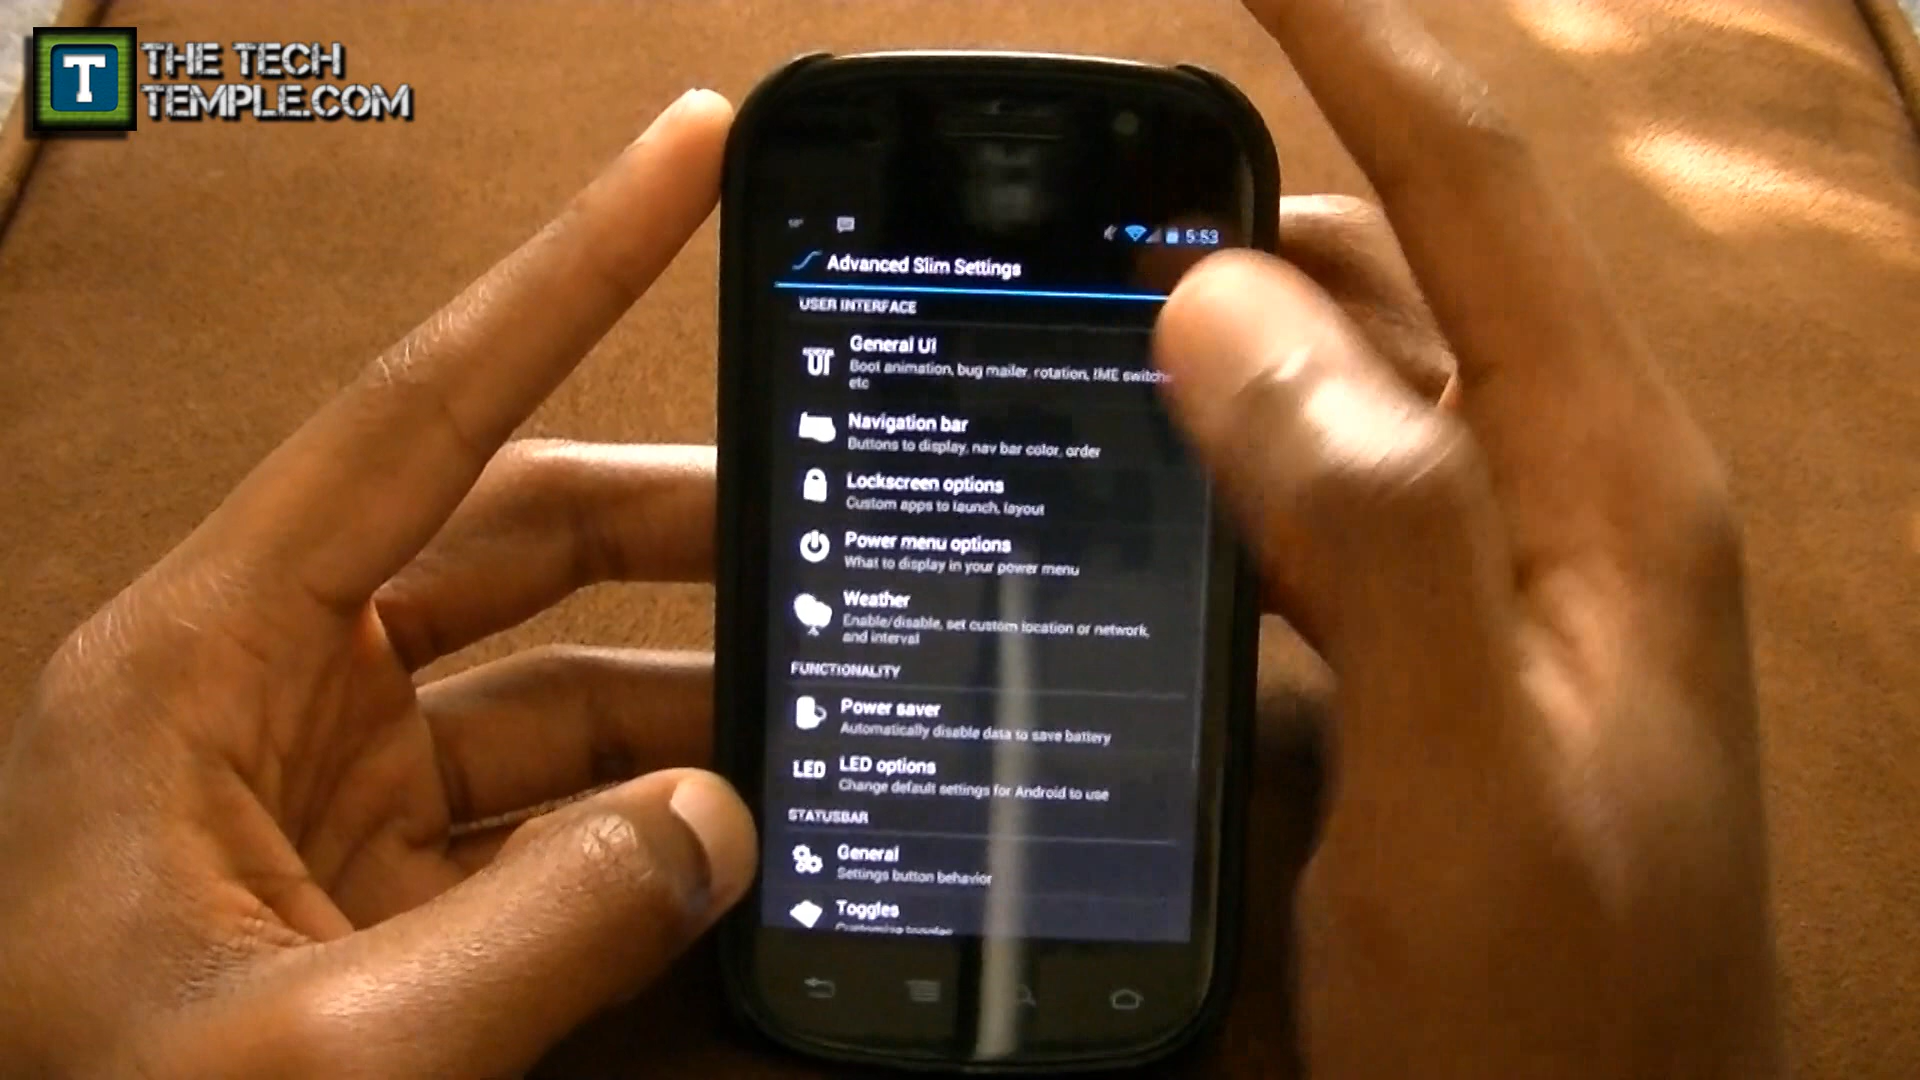 THE TECH
TEMPLE.COM
T
5:53
Advanced Slim Settings
USER INTERFACE
General UI
Boot animation, bug mailer, rotation, IME switcher
etc
UI
Navigation bar
Buttons to display, nav bar color, order
Lockscreen options
Custom apps to launch, layout
Power menu options
What to display in your power menu
Weather
Enable/disable, set custom location or network,
and interval
FUNCTIONALITY
Power saver
Automatically disable data to save battery
LED
LED options
Change default settings for Android to use
STATUSBAR
General
Settings button behavior
Toggles
Customize toggles